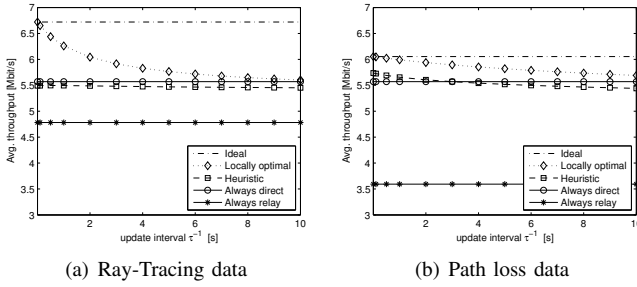 7
6.5
6
5.5
5
4.5
4
3.5
3
Avg. throughput [Mbit/s]
Ideal
Locally optimal
Heuristic
Always direct
Always relay
2 4 6 8 10
update interval τ⁻¹ [s]
(a) Ray-Tracing data
7
6.5
6
5.5
5
4.5
4
3.5
3
Avg. throughput [Mbit/s]
Ideal
Locally optimal
Heuristic
Always direct
Always relay
2 4 6 8 10
update interval τ⁻¹ [s]
(b) Path loss data